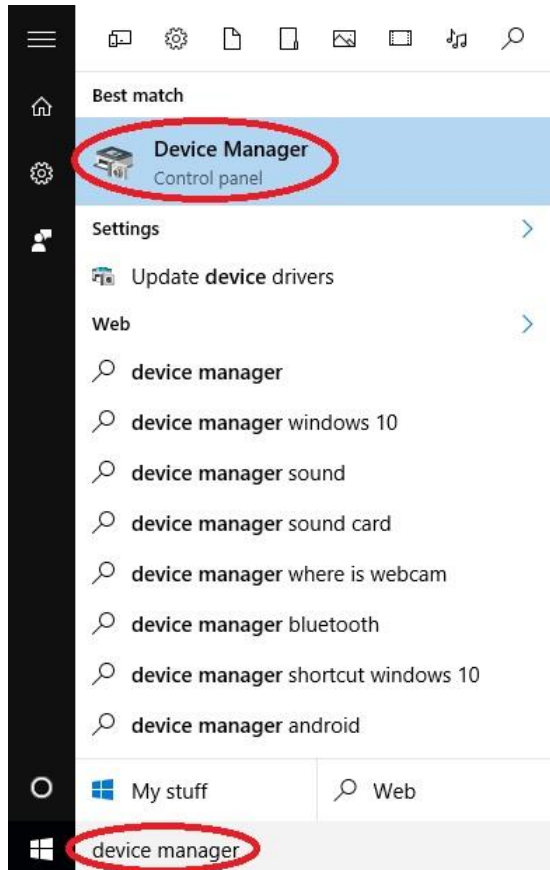 Best match
Device Manager
Control panel
Settings
Update device drivers
Web
device manager
device manager windows 10
device manager sound
device manager sound card
device manager where is webcam
device manager bluetooth
device manager shortcut windows 10
device manager android
My stuff
Web
device manager